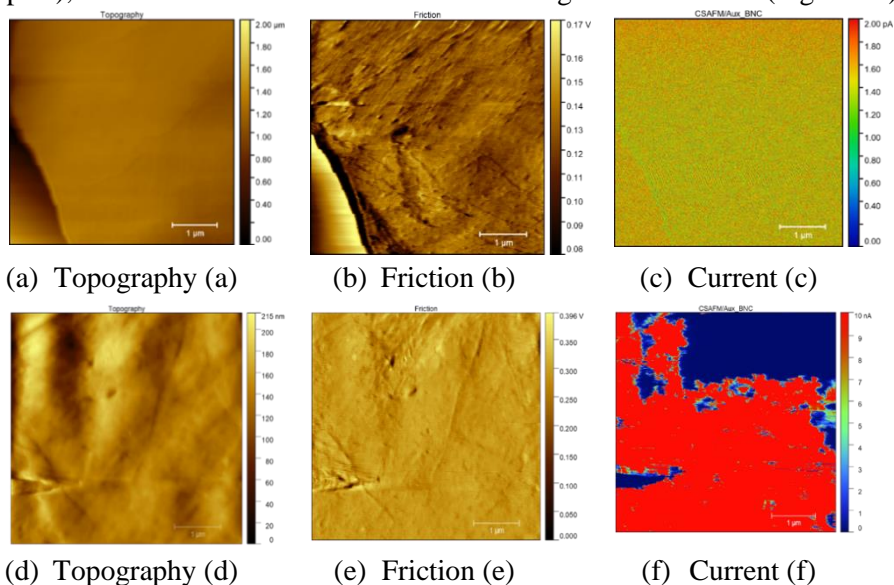 Topography Friction CSAFM/Aux_BNC
2.00 µm 0.17 V 2.00 pA
1.80
1.60 0.16 1.80
0.15 1.60
1.40
1.20 0.14 1.40
1.20
1.00 0.13 1.00
0.80 0.12 0.80
0.60 0.11 0.60
0.40 0.10 0.40
0.20 0.09 0.20
0.00 0.08 0.00
1 µm 1 µm 1 µm
(a) Topography (a) (b) Friction (b) (c) Current (c)
Topography Friction CSAFM/Aux_BNC
215 nm 0.396 V 10 nA
200 0.350 9
180 8
160 0.300 7
140 0.250 6
120 0.200 5
100 4
80 0.150 3
60 0.100 2
40 0.050 1
20
0 0.000 0
1 µm 1 µm 1 µm
(d) Topography (d) (e) Friction (e) (f) Current (f)